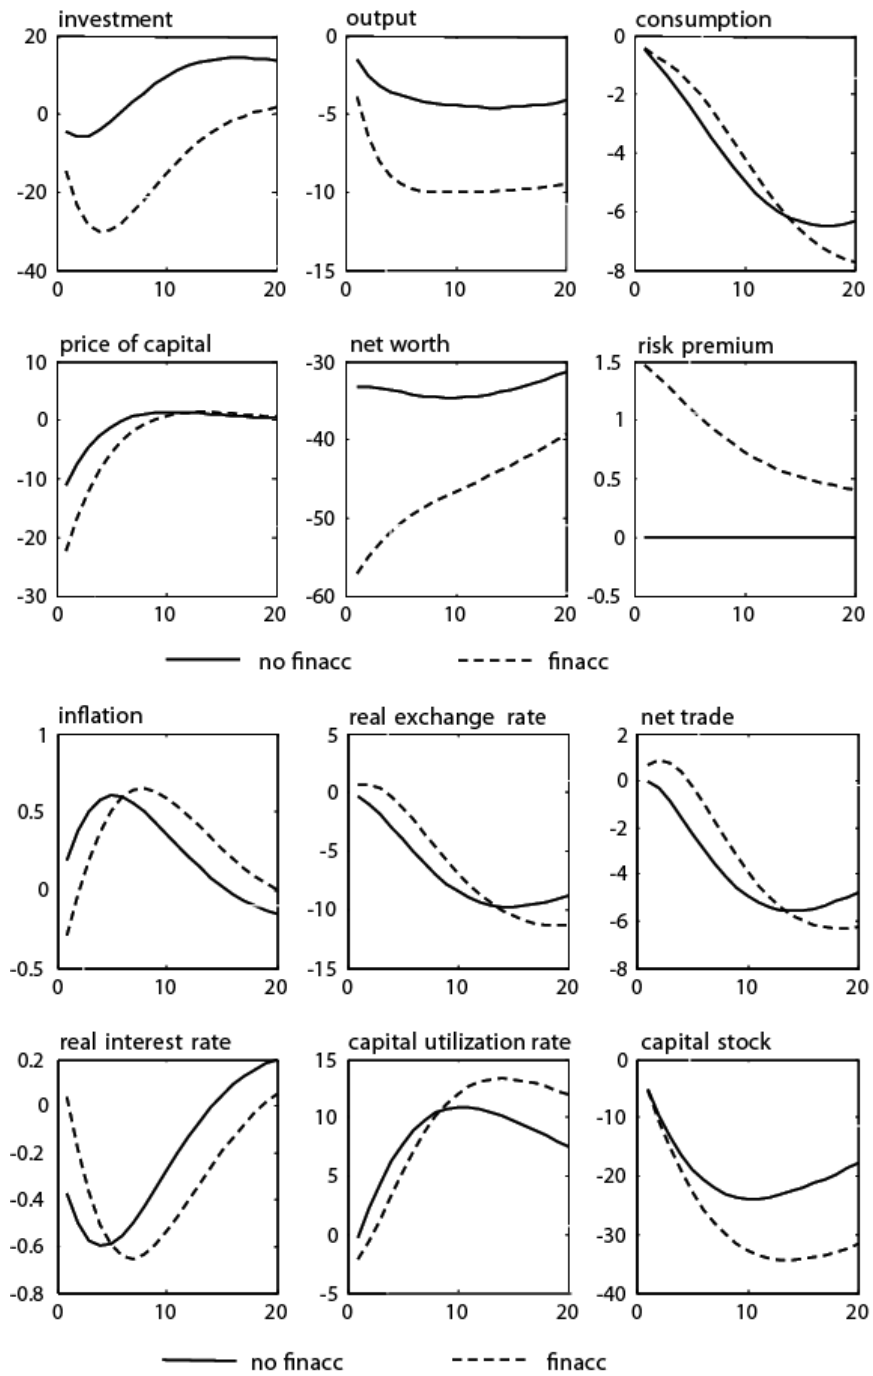 investment
output
consumption
20
0
-20
-40
0 10 20
0
-5
-10
-15
0 10 20
0
-2
-4
-6
-8
0 10 20
price of capital
net worth
risk premium
10
0
-10
-20
-30
0 10 20
-30
-40
-50
-60
0 10 20
1.5
1
0.5
0
-0.5
0 10 20
no finacc
finacc
inflation
real exchange rate
net trade
1
0.5
0
-0.5
0 10 20
5
0
-5
-10
-15
0 10 20
2
0
-2
-4
-6
-8
0 10 20
real interest rate
capital utilization rate
capital stock
0.2
0
-0.2
-0.4
-0.6
-0.8
0 10 20
15
10
5
0
-5
0 10 20
0
-10
-20
-30
-40
0 10 20
no finacc
finacc